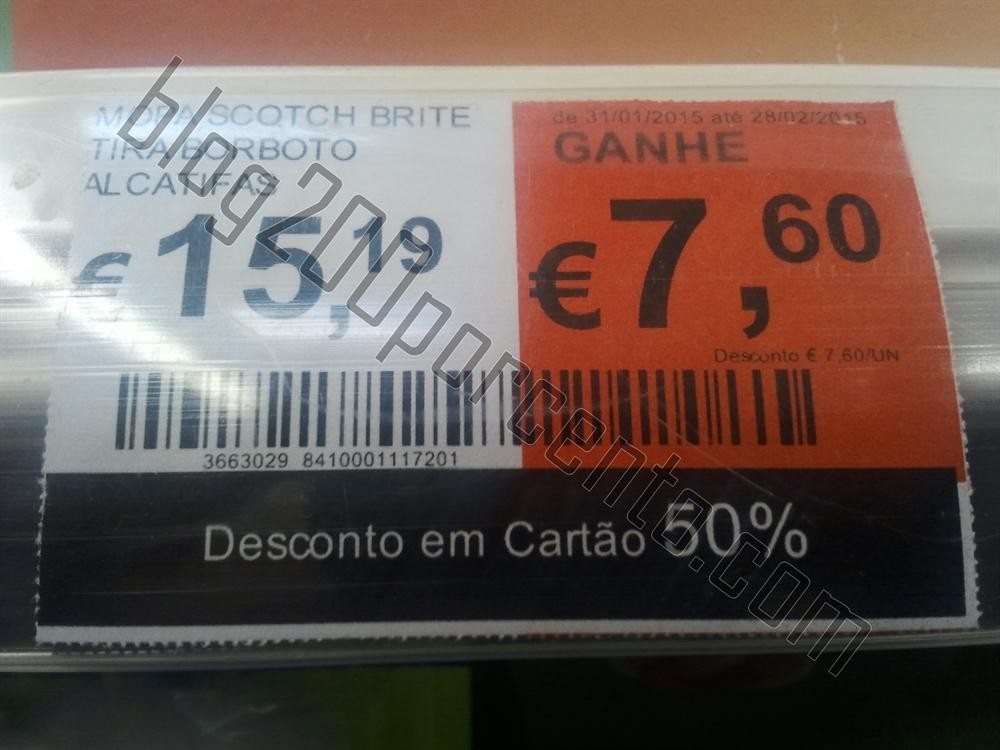 MOPA SCOTCH BRITE
TIRA BORBOTO
ALCATIFAS
€ 15,19
de 31/01/2015 até 28/02/2015
GANHE
€ 7,60
Desconto € 7,60/UN
3663029 8410001117201
Desconto em Cartão 50%
blog200porcento.com